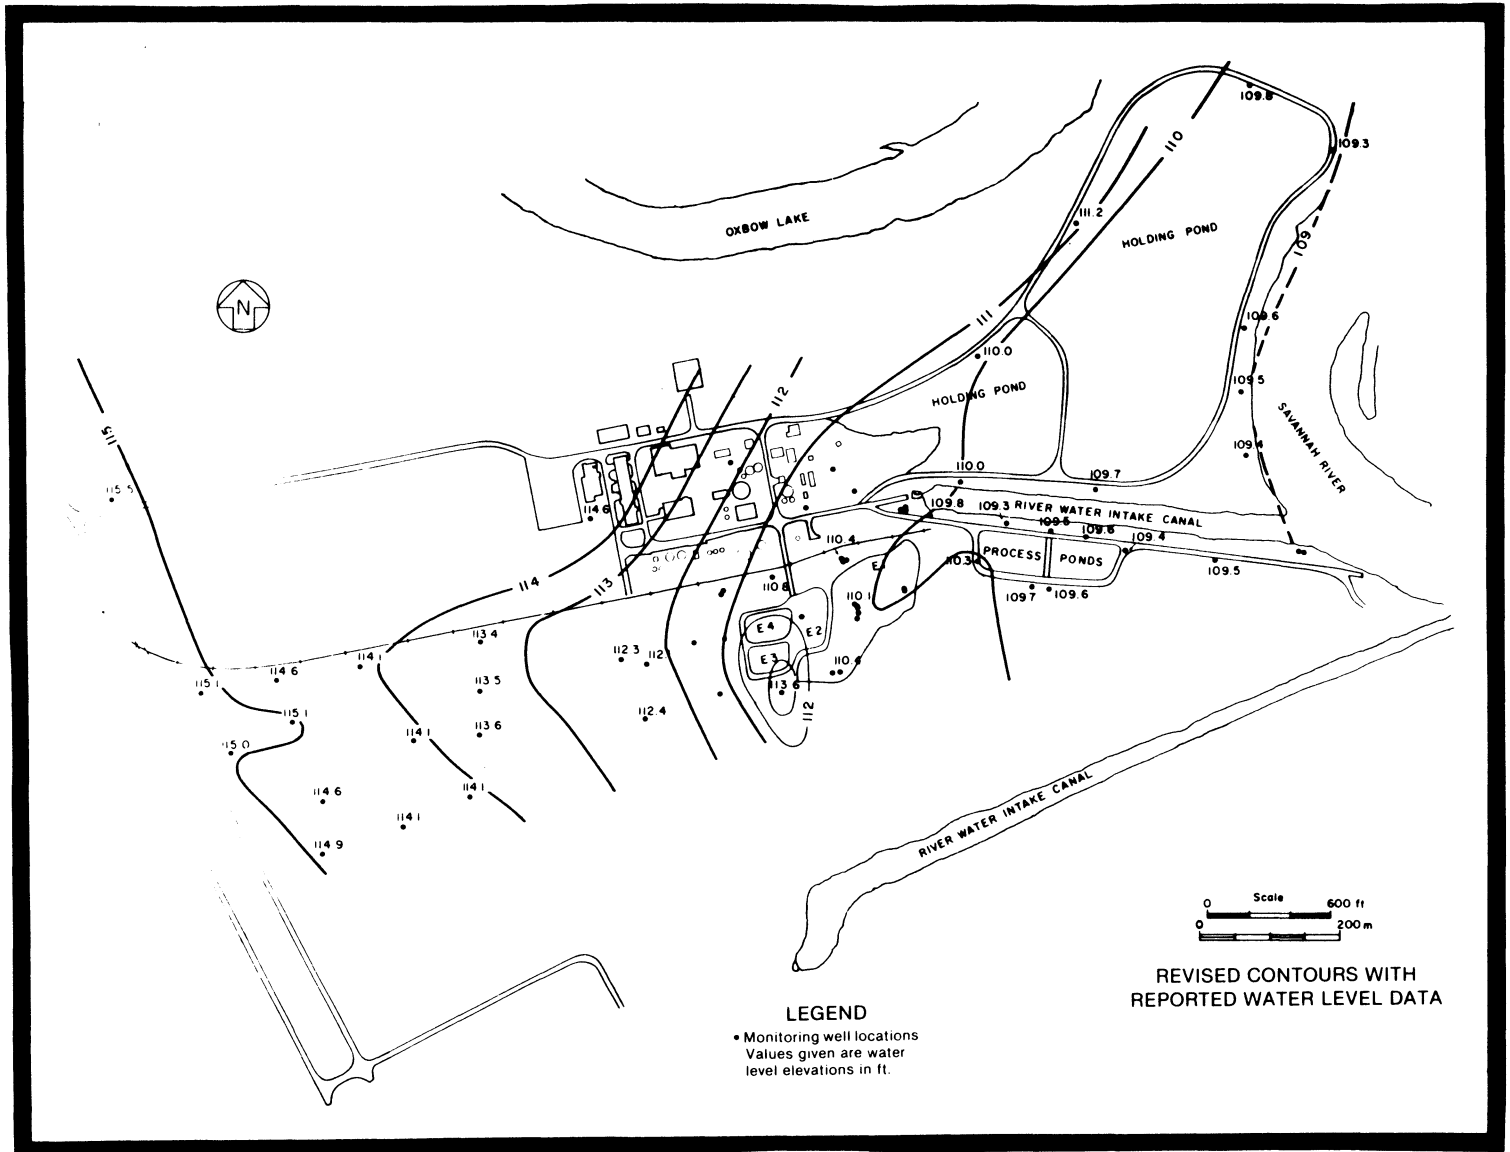 109.8
109.3
110
111.2
OXBOW LAKE
HOLDING POND
109
N
111
109.6
110.0
109.5
112
HOLDING POND
SAVANNAH RIVER
115
109.4
110.0
109.7
115.5
114.6
109.8
109.3
RIVER WATER INTAKE CANAL
109.6
109.4
110.4
PROCESS
PONDS
110.3
109.5
114
113
110.8
110.1
109.7
109.6
E4
E2
113.4
112.3
112.
E3
110.4
114.1
114.6
115.1
113.5
113.6
112
115.1
112.4
113.6
114.1
115.0
114.6
114.1
114.1
114.9
RIVER WATER INTAKE CANAL
Scale
0 600 ft
0 200 m
REVISED CONTOURS WITH
REPORTED WATER LEVEL DATA
LEGEND
• Monitoring well locations
Values given are water
level elevations in ft.